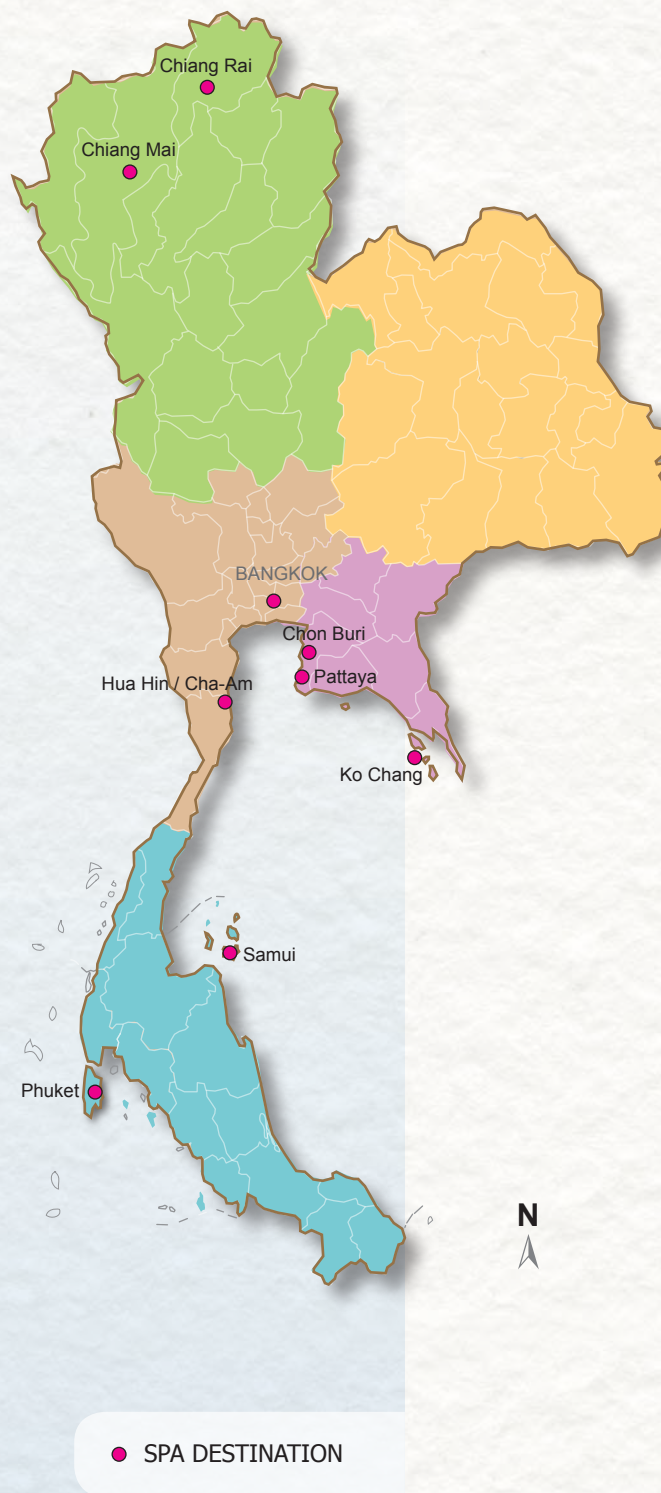 Chiang Rai
Chiang Mai
BANGKOK
Chon Buri
Pattaya
Hua Hin / Cha-Am
Ko Chang
Samui
Phuket
N
SPA DESTINATION